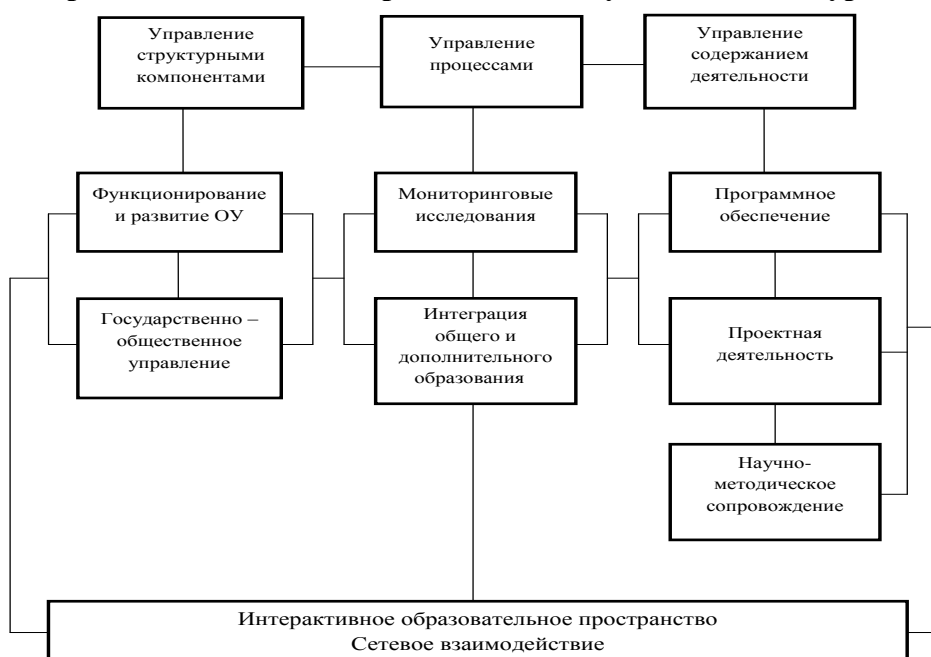 Управление
структурными
компонентами
Управление
процессами
Управление
содержанием
деятельности
Функционирование
и развитие ОУ
Мониторинговые
исследования
Программное
обеспечение
Государственно –
общественное
управление
Интеграция
общего и
дополнительного
образования
Проектная
деятельность
Научно-
методическое
сопровождение
Интерактивное образовательное пространство
Сетевое взаимодействие